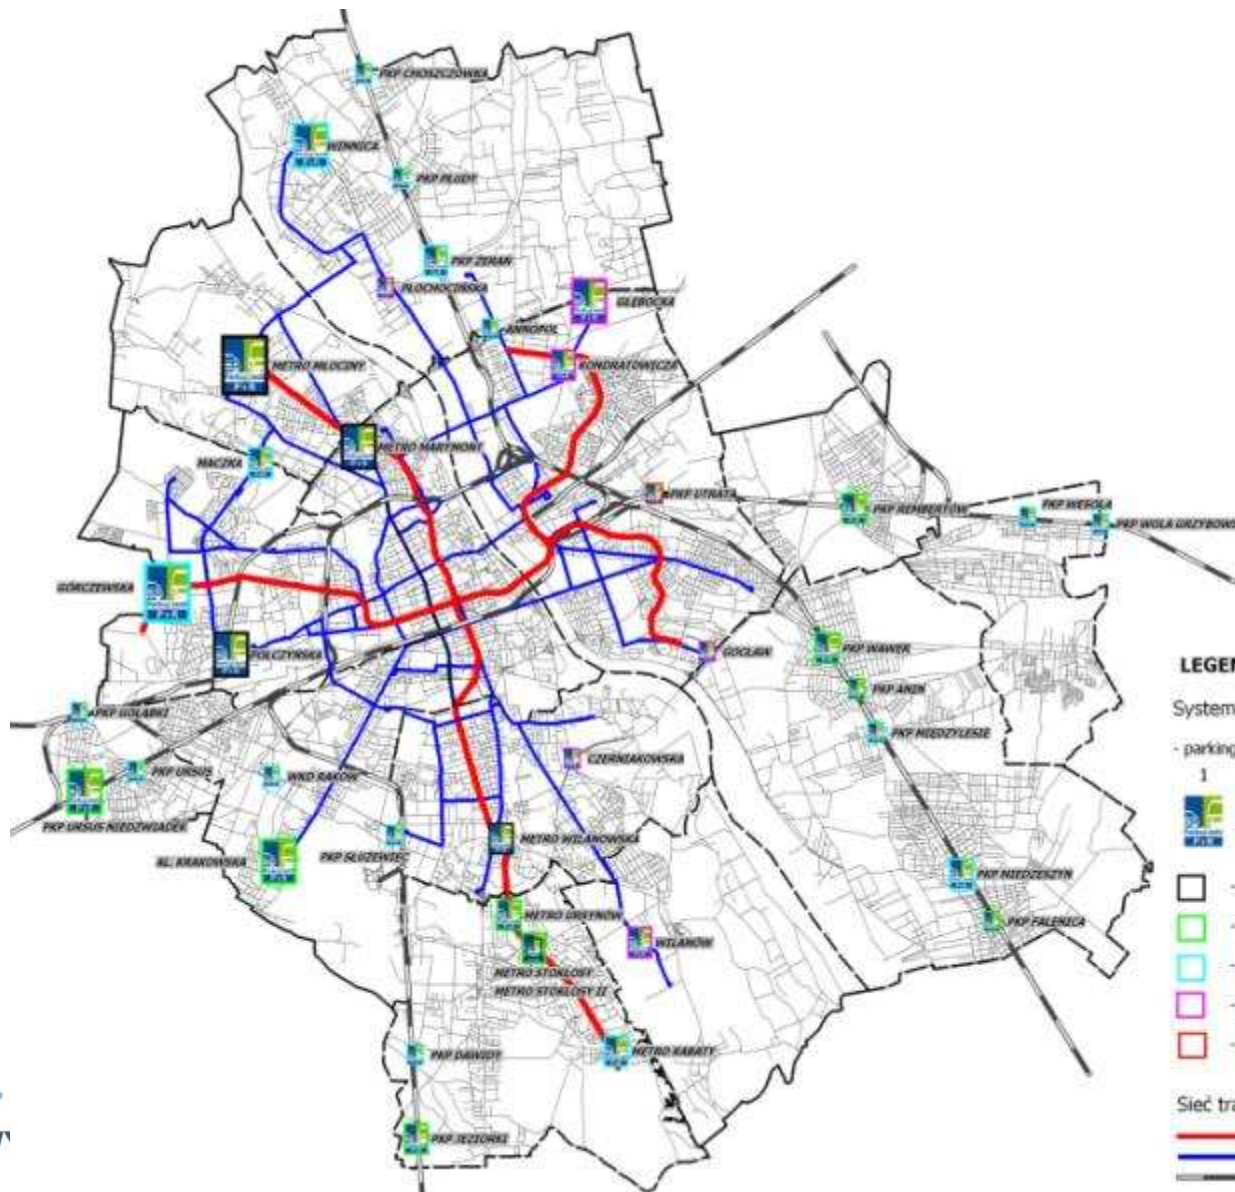 PKP CHOSZCZÓWKA
WINNICA
PKP PŁUDY
PKP ŻERAŃ
PŁOCHOCIŃSKA
GŁĘBOCKA
ANNOPOL
METRO MŁOCINY
KONDRATOWICZA
METRO MARYMONT
MACZKA
PKP UTRATA
PKP REMBERTÓW
PKP WESOŁA
PKP WOLA GRZYBOWS
GÓRCZEWSKA
POŁCZYŃSKA
GOCŁAW
PKP WAWER
LEGEN
PKP ANIN
System
PKP GOŁĄBKI
PKP MIEDZYLESIE
- parking
CZERNIAKOWSKA
PKP URSUS
WKD RAKÓW
1
PKP URSUS NIEDŹWIADEK
METRO WILANOWSKA
AL. KRAKOWSKA
PKP SŁUŻEWIEC
PKP MIEDZESZYN
METRO URSYNÓW
PKP FALENICA
WILANÓW
METRO STOKŁOSY
METRO STOKŁOSY II
PKP DAWIDY
METRO KABATY
Sieć tra
PKP JEZIORKI